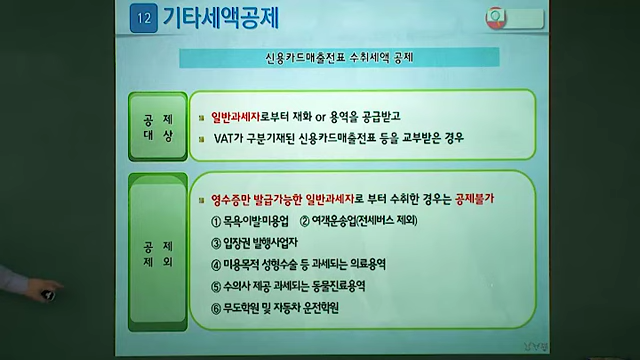 12 기타세액공제
신용카드매출전표 수취세액 공제
공 제
대 상
일반과세자로부터 재화 or 용역을 공급받고
VAT가 구분기재된 신용카드매출전표 등을 교부받은 경우
공 제
제 외
영수증만 발급가능한 일반과세자로 부터 수취한 경우는 공제불가
① 목욕·이발미용업 ② 여객운송업(전세버스 제외)
③ 입장권 발행사업자
④ 미용목적 성형수술 등 과세되는 의료용역
⑤ 수의사 제공 과세되는 동물진료용역
⑥ 무도학원 및 자동차 운전학원